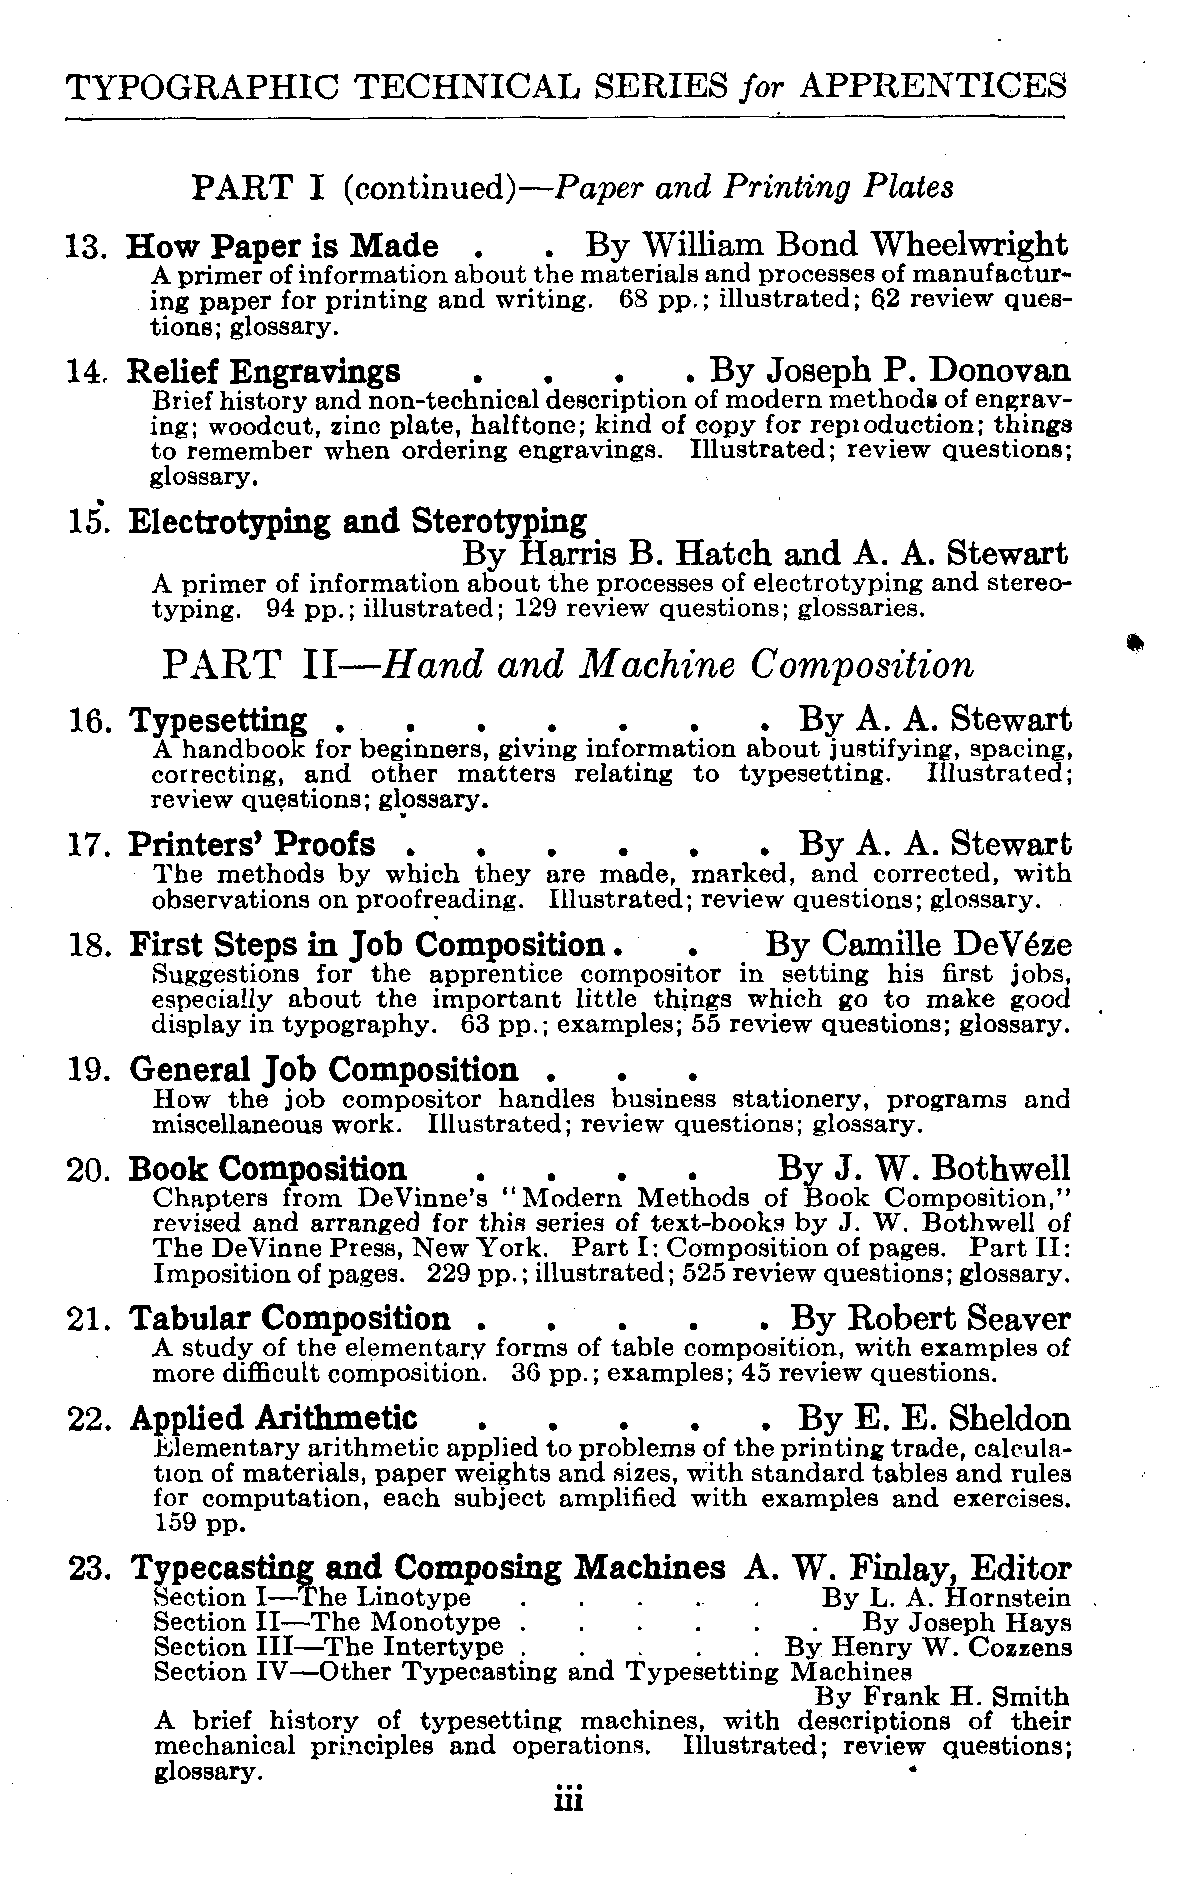 TYPOGRAPHIC TECHNICAL SERIES for APPRENTICES
PART I (continued)—Paper and Printing Plates
13. How Paper is Made . . By William Bond Wheelwright
A primer of information about the materials and processes of manufactur-
ing paper for printing and writing. 68 pp.; illustrated; 62 review ques-
tions; glossary.
14. Relief Engravings . . . . By Joseph P. Donovan
Brief history and non-technical description of modern methods of engrav-
ing; woodcut, zinc plate, halftone; kind of copy for reproduction; things
to remember when ordering engravings. Illustrated; review questions;
glossary.
15. Electrotyping and Sterotyping
By Harris B. Hatch and A. A. Stewart
A primer of information about the processes of electrotyping and stereo-
typing. 94 pp.; illustrated; 129 review questions; glossaries.
PART II—Hand and Machine Composition
16. Typesetting . . . . . . . By A. A. Stewart
A handbook for beginners, giving information about justifying, spacing,
correcting, and other matters relating to typesetting. Illustrated;
review questions; glossary.
17. Printers' Proofs . . . . . . By A. A. Stewart
The methods by which they are made, marked, and corrected, with
observations on proofreading. Illustrated; review questions; glossary.
18. First Steps in Job Composition . . By Camille DeVéze
Suggestions for the apprentice compositor in setting his first jobs,
especially about the important little things which go to make good
display in typography. 63 pp.; examples; 55 review questions; glossary.
19. General Job Composition . . .
How the job compositor handles business stationery, programs and
miscellaneous work. Illustrated; review questions; glossary.
20. Book Composition . . . . By J. W. Bothwell
Chapters from DeVinne's "Modern Methods of Book Composition,"
revised and arranged for this series of text-books by J. W. Bothwell of
The DeVinne Press, New York. Part I: Composition of pages. Part II:
Imposition of pages. 229 pp.; illustrated; 525 review questions; glossary.
21. Tabular Composition . . . . . By Robert Seaver
A study of the elementary forms of table composition, with examples of
more difficult composition. 36 pp.; examples; 45 review questions.
22. Applied Arithmetic . . . . . By E. E. Sheldon
Elementary arithmetic applied to problems of the printing trade, calcula-
tion of materials, paper weights and sizes, with standard tables and rules
for computation, each subject amplified with examples and exercises.
159 pp.
23. Typecasting and Composing Machines A. W. Finlay, Editor
Section I—The Linotype . . . . . By L. A. Hornstein
Section II—The Monotype . . . . . . By Joseph Hays
Section III—The Intertype . . . . . By Henry W. Cozzens
Section IV—Other Typecasting and Typesetting Machines
By Frank H. Smith
A brief history of typesetting machines, with descriptions of their
mechanical principles and operations. Illustrated; review questions;
glossary.
iii